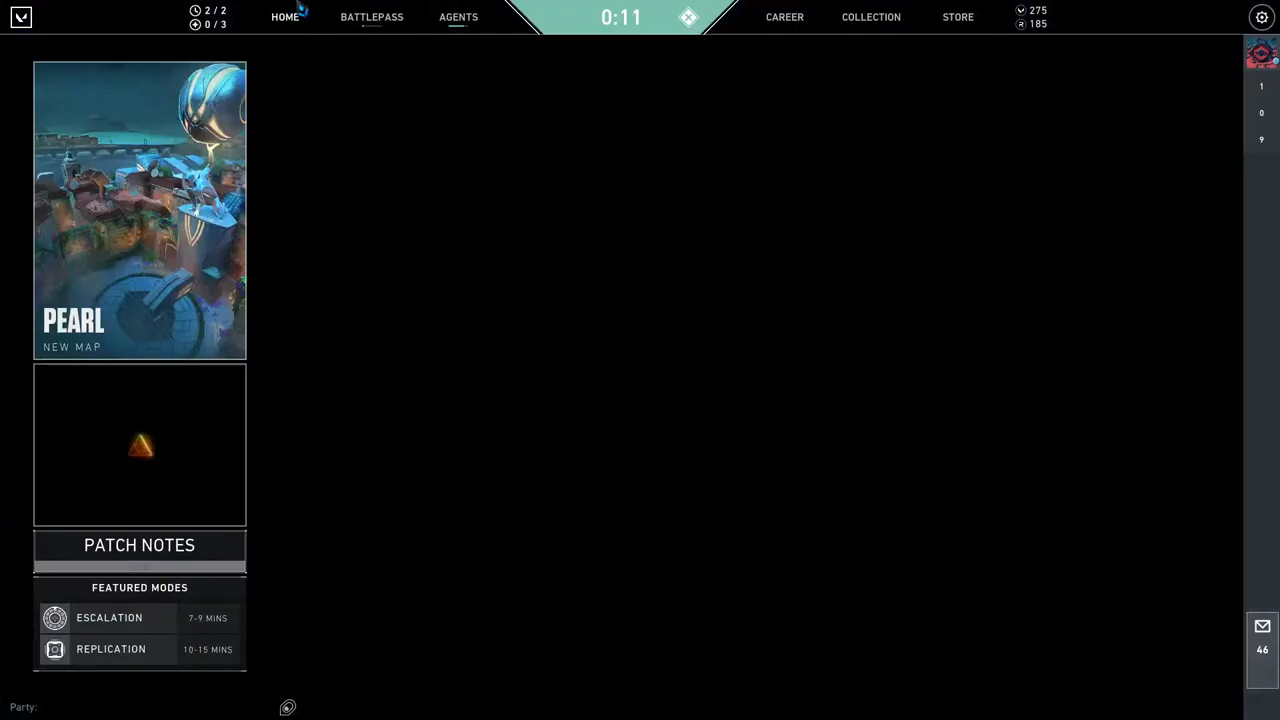 2 / 2
0 / 3
HOME
BATTLEPASS
AGENTS
0:11
CAREER
COLLECTION
STORE
275
R 185
1
0
9
PEARL
NEW MAP
PATCH NOTES
FEATURED MODES
ESCALATION 7-9 MINS
REPLICATION 10-15 MINS
46
Party: